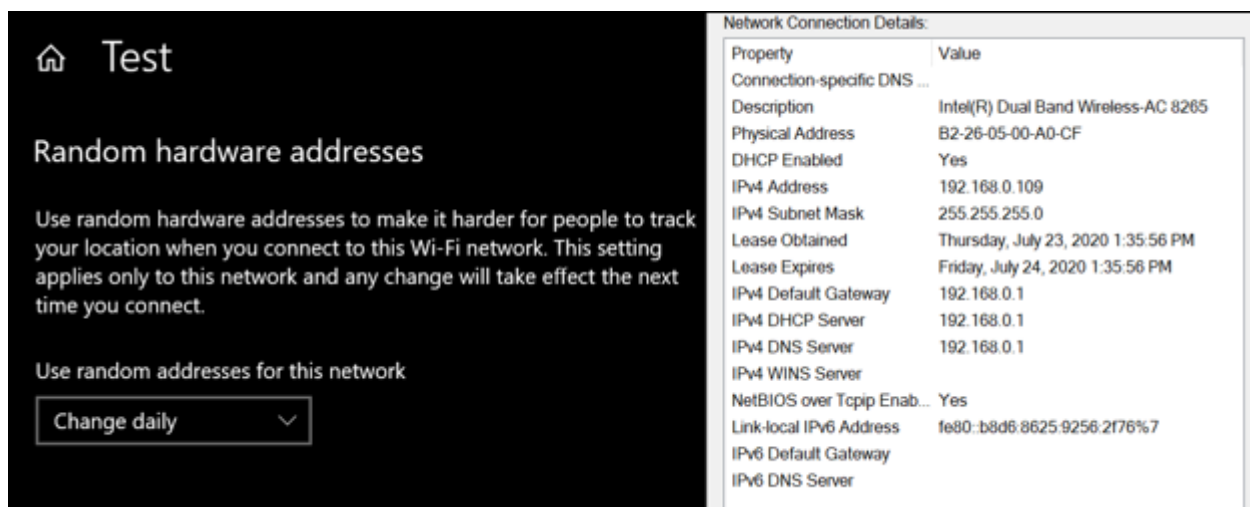 Test
Random hardware addresses
Use random hardware addresses to make it harder for people to track
your location when you connect to this Wi-Fi network. This setting
applies only to this network and any change will take effect the next
time you connect.
Use random addresses for this network
Change daily
Network Connection Details:
Property Value
Connection-specific DNS ...
Description Intel(R) Dual Band Wireless-AC 8265
Physical Address B2-26-05-00-A0-CF
DHCP Enabled Yes
IPv4 Address 192.168.0.109
IPv4 Subnet Mask 255.255.255.0
Lease Obtained Thursday, July 23, 2020 1:35:56 PM
Lease Expires Friday, July 24, 2020 1:35:56 PM
IPv4 Default Gateway 192.168.0.1
IPv4 DHCP Server 192.168.0.1
IPv4 DNS Server 192.168.0.1
IPv4 WINS Server
NetBIOS over Tcpip Enab... Yes
Link-local IPv6 Address fe80::b8d6:8625:9256:2f76%7
IPv6 Default Gateway
IPv6 DNS Server